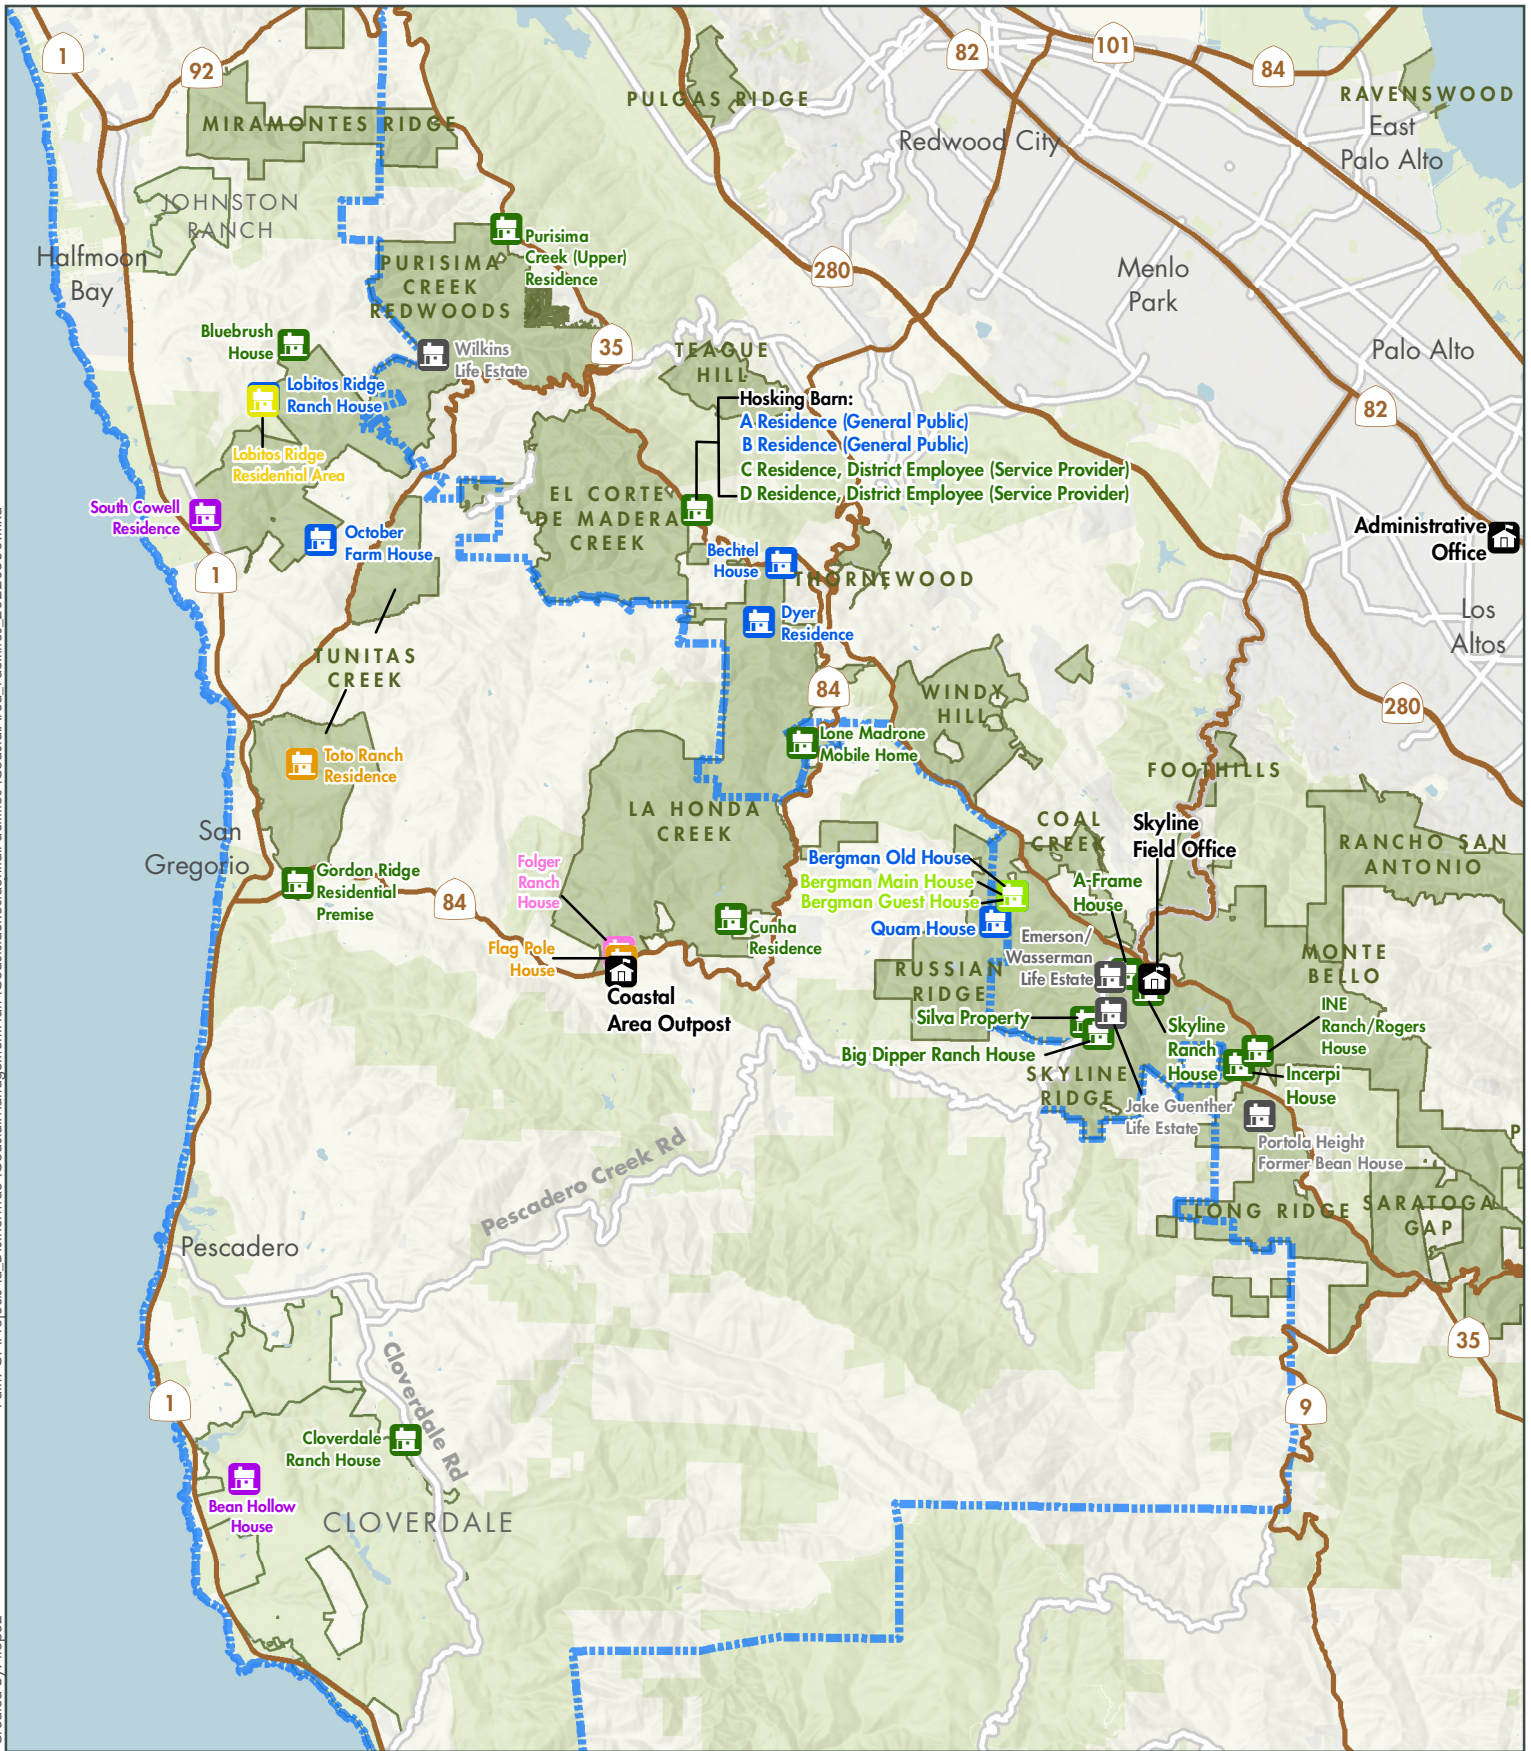 1
92
82
101
84
PULGAS RIDGE
RAVENSWOOD
MIRAMONTES RIDGE
Redwood City
East
Palo Alto
JOHNSTON
RANCH
Purisima
Creek (Upper)
Residence
Halfmoon
Bay
PURISIMA
CREEK
REDWOODS
280
Menlo
Park
Bluebrush
House
Wilkins
Life Estate
35
TEAGUE
HILL
Palo Alto
Lobitos Ridge
Ranch House
Hosking Barn:
A Residence (General Public)
B Residence (General Public)
C Residence, District Employee (Service Provider)
D Residence, District Employee (Service Provider)
82
Lobitos Ridge
Residential Area
South Cowell
Residence
October
Farm House
EL CORTE
DE MADERA
CREEK
Bechtel
House
THORNEWOOD
Administrative
Office
1
Dyer
Residence
Los
Altos
TUNITAS
CREEK
84
WINDY
HILL
280
Toto Ranch
Residence
Lone Madrone
Mobile Home
FOOTHILLS
LA HONDA
CREEK
COAL
CREEK
Skyline
Field Office
RANCHO SAN
ANTONIO
San
Gregorio
Gordon Ridge
Residential
Premise
84
Folger
Ranch
House
Bergman Old House
Bergman Main House
Bergman Guest House
A-Frame
House
Cunha
Residence
Quam House
Flag Pole
House
Emerson/
Wasserman
Life Estate
MONTE
BELLO
RUSSIAN
RIDGE
Coastal
Area Outpost
Silva Property
Big Dipper Ranch House
Skyline
Ranch
House
INE
Ranch/Rogers
House
Incerpi
House
SKYLINE
RIDGE
Jake Guenther
Life Estate
Portola Height
Former Bean House
Pescadero Creek Rd
LONG RIDGE
SARATOGA
GAP
Pescadero
35
1
9
Cloverdale Rd
Cloverdale
Ranch House
Bean Hollow
House
CLOVERDALE